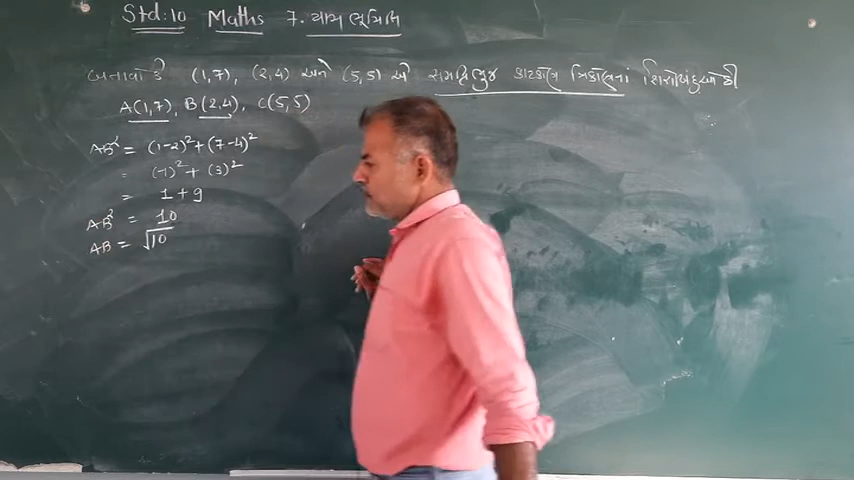 Std:10 Maths 7. યામ ભૂમિતિ
બતાવો કે (1,7), (2,4) અને (5,5) એ સમદ્વિભુજ કાટકોણ ત્રિકોણનાં શિરોબિંદુઓ છે
A(1,7), B(2,4), C(5,5)
AB² = (1-2)²+(7-4)²
= (-1)²+(3)²
= 1+9
AB² = 10
AB = √10